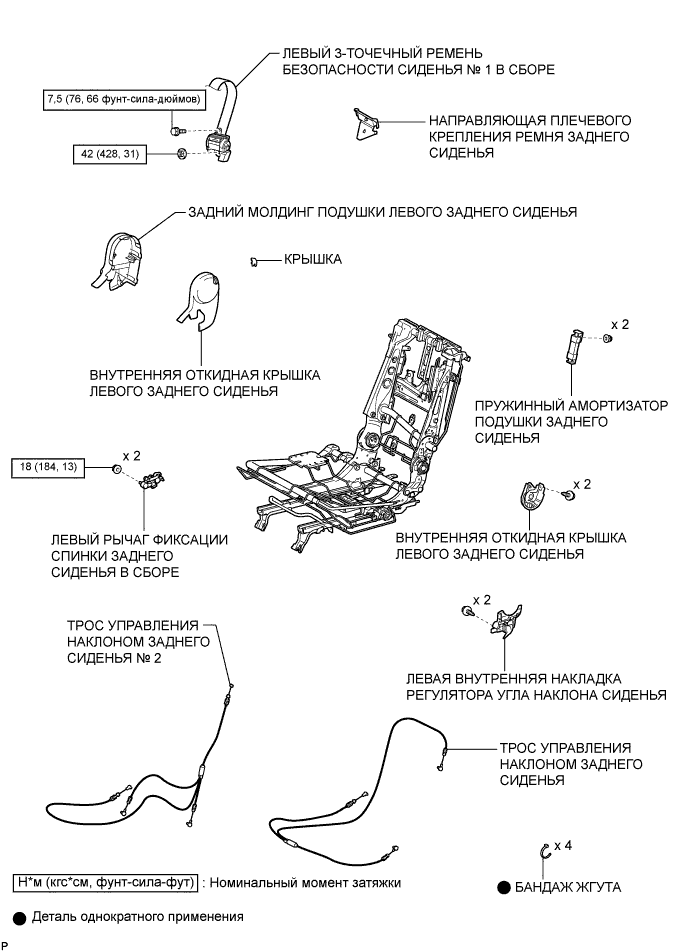 ЛЕВЫЙ 3-ТОЧЕЧНЫЙ РЕМЕНЬ
БЕЗОПАСНОСТИ СИДЕНЬЯ № 1 В СБОРЕ
7,5 (76, 66 фунт-сила-дюймов)
42 (428, 31)
НАПРАВЛЯЮЩАЯ ПЛЕЧЕВОГО
КРЕПЛЕНИЯ РЕМНЯ ЗАДНЕГО
СИДЕНЬЯ
ЗАДНИЙ МОЛДИНГ ПОДУШКИ ЛЕВОГО ЗАДНЕГО СИДЕНЬЯ
КРЫШКА
ВНУТРЕННЯЯ ОТКИДНАЯ КРЫШКА
ЛЕВОГО ЗАДНЕГО СИДЕНЬЯ
x 2
ПРУЖИННЫЙ АМОРТИЗАТОР
ПОДУШКИ ЗАДНЕГО
СИДЕНЬЯ
18 (184, 13)
x 2
ЛЕВЫЙ РЫЧАГ ФИКСАЦИИ
СПИНКИ ЗАДНЕГО
СИДЕНЬЯ В СБОРЕ
x 2
ВНУТРЕННЯЯ ОТКИДНАЯ КРЫШКА
ЛЕВОГО ЗАДНЕГО СИДЕНЬЯ
x 2
ЛЕВАЯ ВНУТРЕННЯЯ НАКЛАДКА
РЕГУЛЯТОРА УГЛА НАКЛОНА СИДЕНЬЯ
ТРОС УПРАВЛЕНИЯ
НАКЛОНОМ ЗАДНЕГО
СИДЕНЬЯ № 2
ТРОС УПРАВЛЕНИЯ
НАКЛОНОМ ЗАДНЕГО
СИДЕНЬЯ
x 4
БАНДАЖ ЖГУТА
Н*м (кгс*см, фунт-сила-фут) : Номинальный момент затяжки
Деталь однократного применения
P